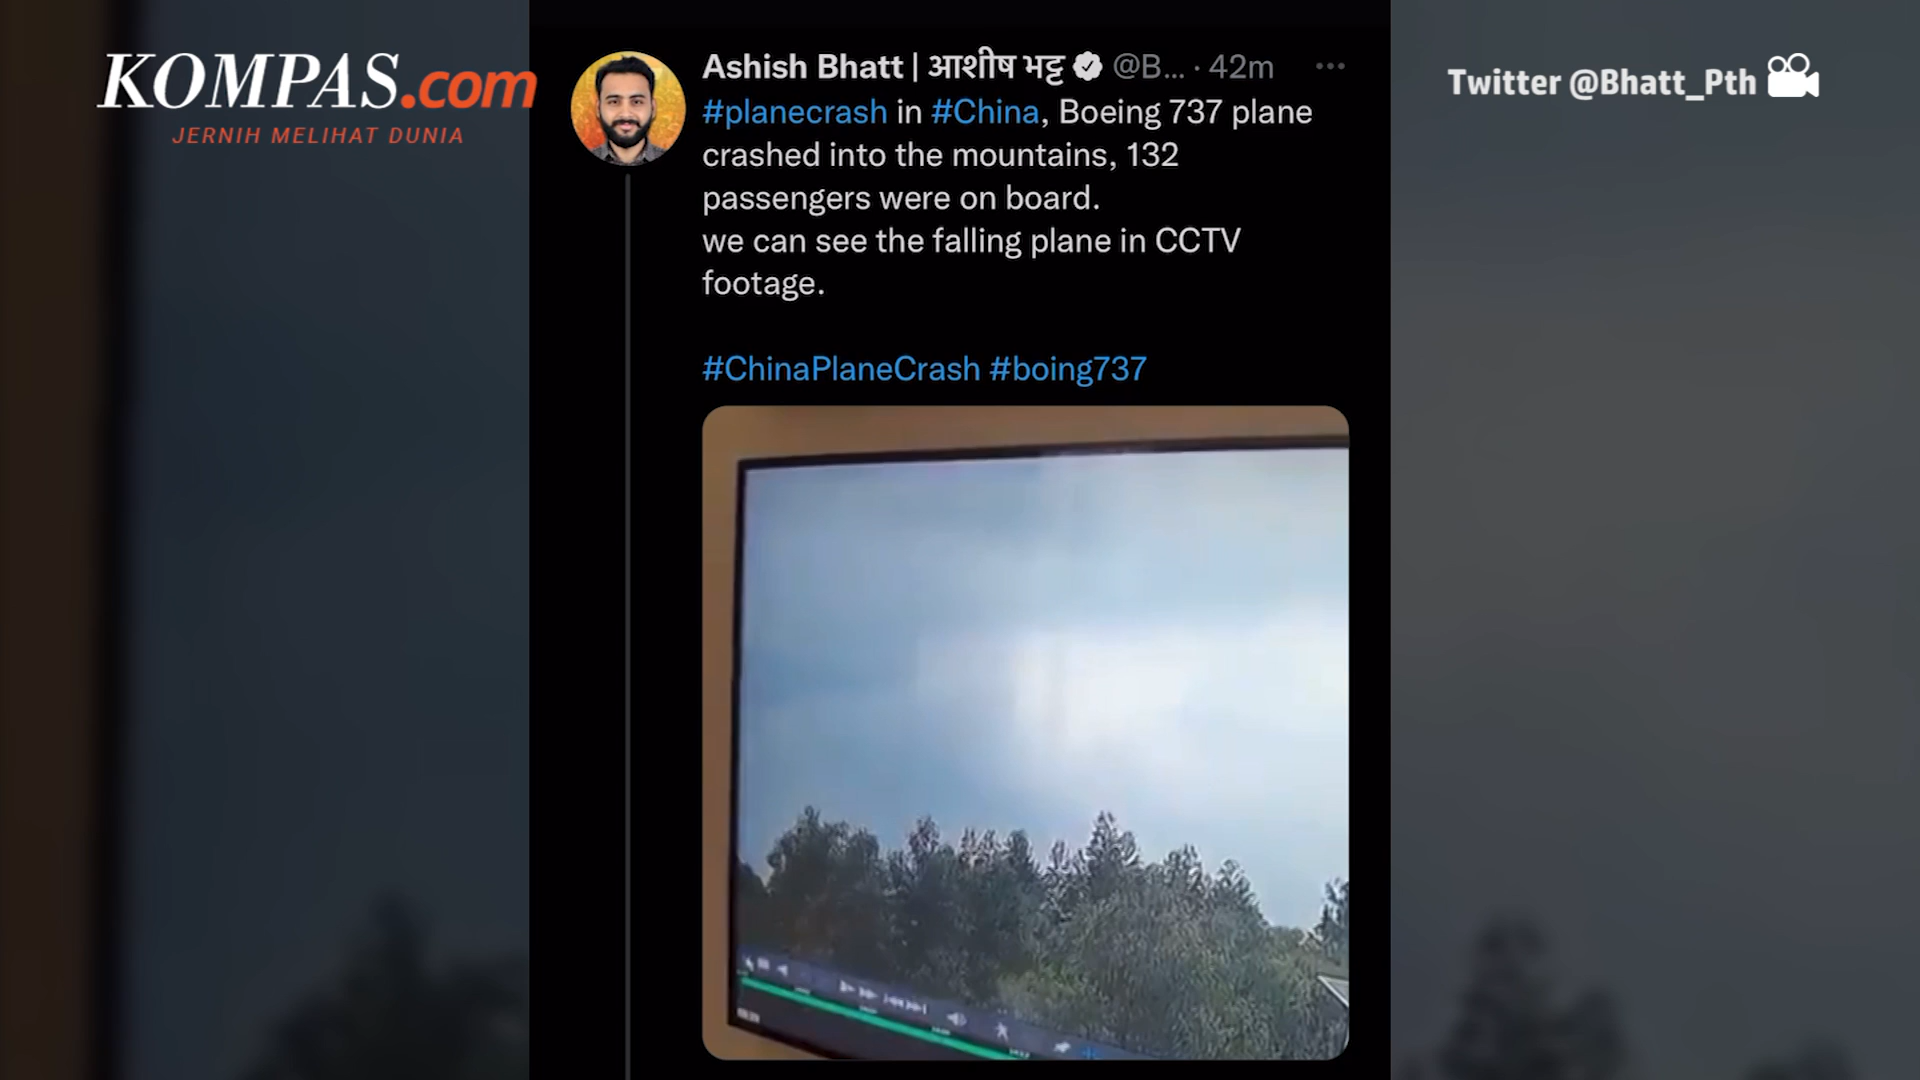 KOMPAS.com
JERNIH MELIHAT DUNIA
Ashish Bhatt | आशीष भट्ट @B... · 42m
#planecrash in #China, Boeing 737 plane
crashed into the mountains, 132
passengers were on board.
we can see the falling plane in CCTV
footage.
#ChinaPlaneCrash #boing737
Twitter @Bhatt_Pth